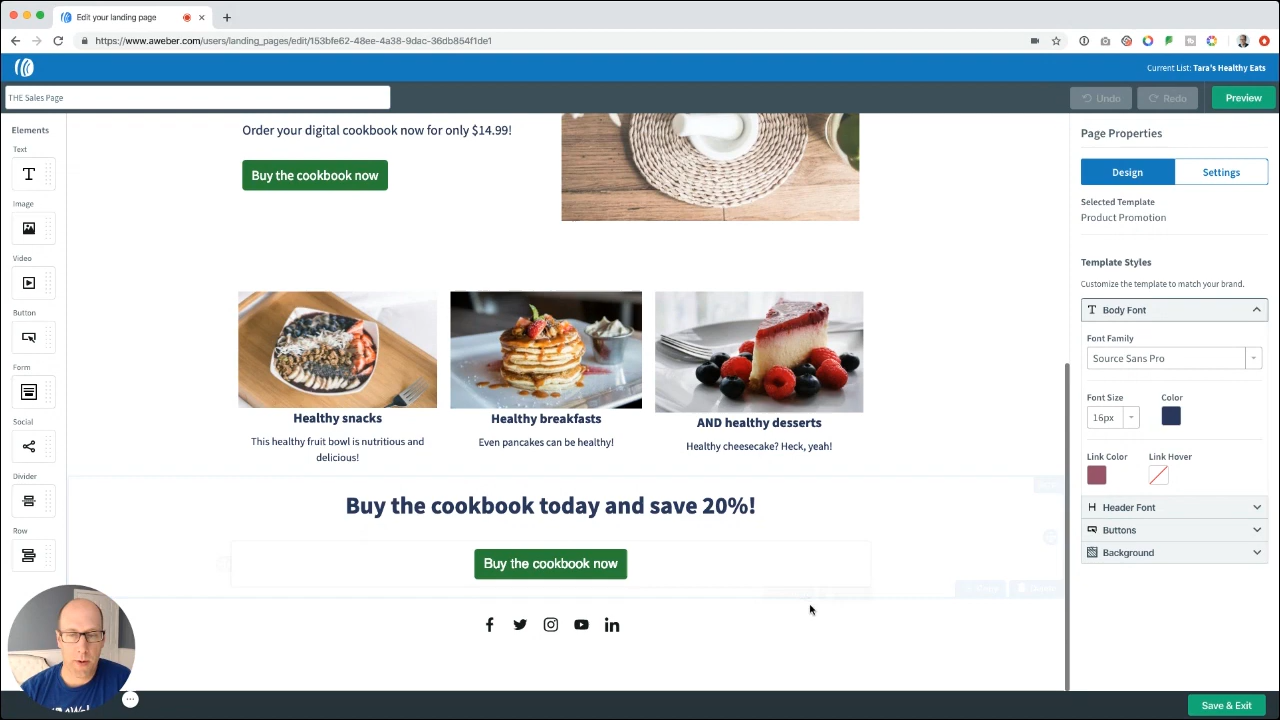 Edit your landing page
https://www.aweber.com/users/landing_pages/edit/153bfe62-48ee-4a38-9dac-36db854f1de1
Current List: Tara's Healthy Eats
THE Sales Page
Undo
Redo
Preview
Elements
Text
Image
Video
Button
Form
Social
Divider
Row
Order your digital cookbook now for only $14.99!
Buy the cookbook now
Healthy snacks
This healthy fruit bowl is nutritious and
delicious!
Healthy breakfasts
Even pancakes can be healthy!
AND healthy desserts
Healthy cheesecake? Heck, yeah!
Buy the cookbook today and save 20%!
Buy the cookbook now
Page Properties
Design
Settings
Selected Template
Product Promotion
Template Styles
Customize the template to match your brand.
Body Font
Font Family
Source Sans Pro
Font Size
Color
16px
Link Color
Link Hover
Header Font
Buttons
Background
Save & Exit